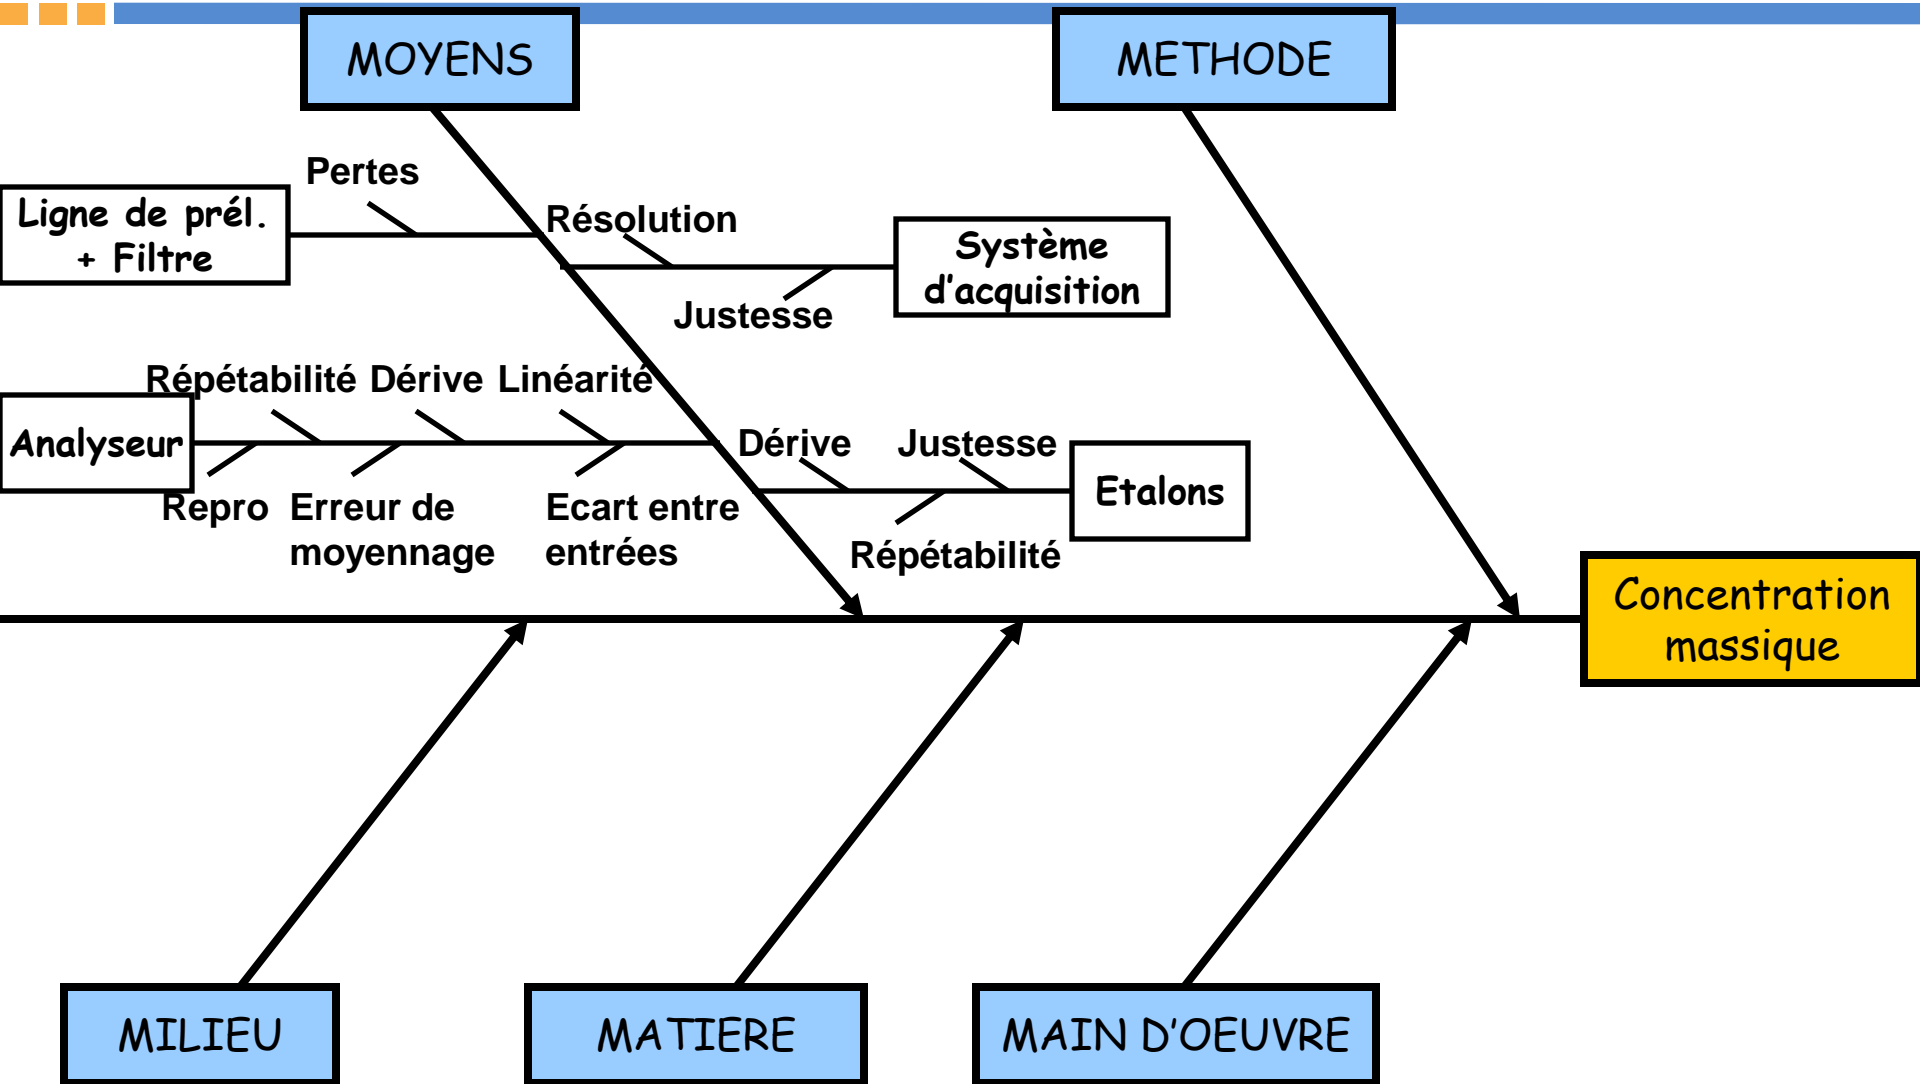 MOYENS
METHODE
Pertes
Ligne de prél.
+ Filtre
Résolution
Système
d'acquisition
Justesse
Répétabilité
Dérive
Linéarité
Analyseur
Dérive
Justesse
Etalons
Repro
Erreur de
moyennage
Ecart entre
entrées
Répétabilité
Concentration
massique
MILIEU
MATIERE
MAIN D'OEUVRE